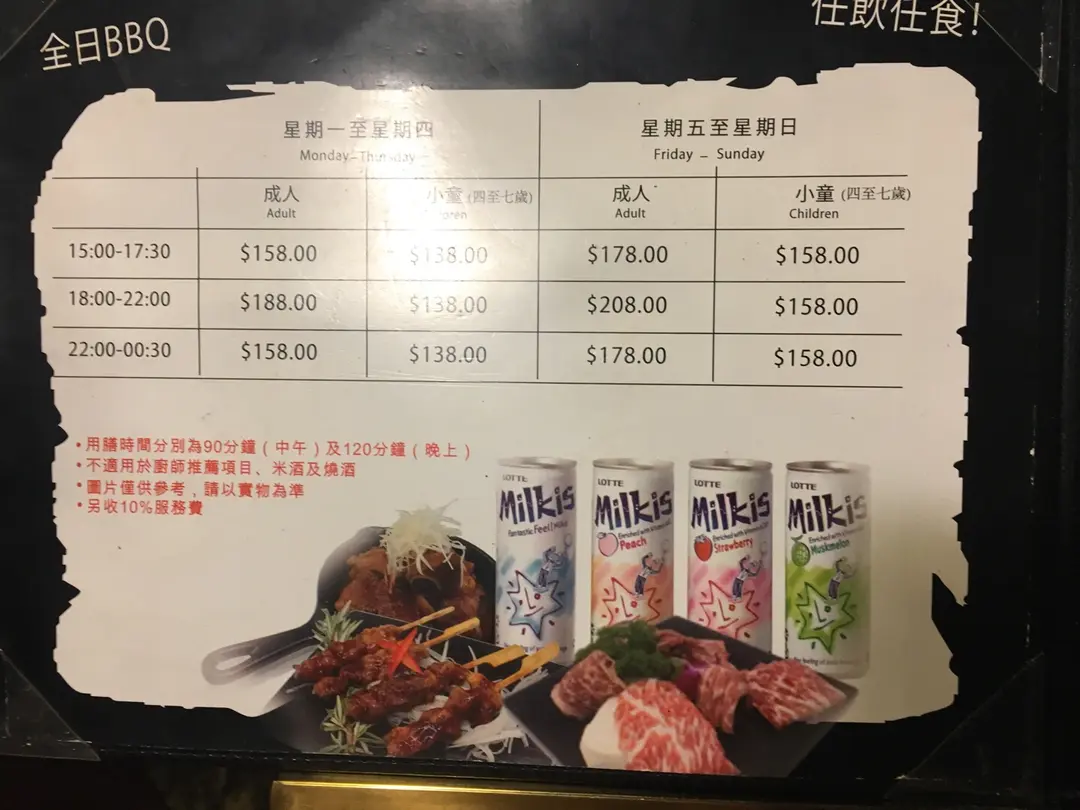 全日BBQ
任飲任食!
星期一至星期四
Monday–Thursday
星期五至星期日
Friday – Sunday
成人
Adult
小童 (四至七歲)
Children
成人
Adult
小童 (四至七歲)
Children
15:00-17:30 $158.00 $138.00 $178.00 $158.00
18:00-22:00 $188.00 $138.00 $208.00 $158.00
22:00-00:30 $158.00 $138.00 $178.00 $158.00
•用膳時間分別為90分鐘（中午）及120分鐘（晚上）
•不適用於廚師推薦項目、米酒及燒酒
•圖片僅供參考，請以實物為準
•另收10%服務費
LOTTE
Milkis
LOTTE
Milkis
Peach
LOTTE
Milkis
Strawberry
LOTTE
Milkis
Muskmelon